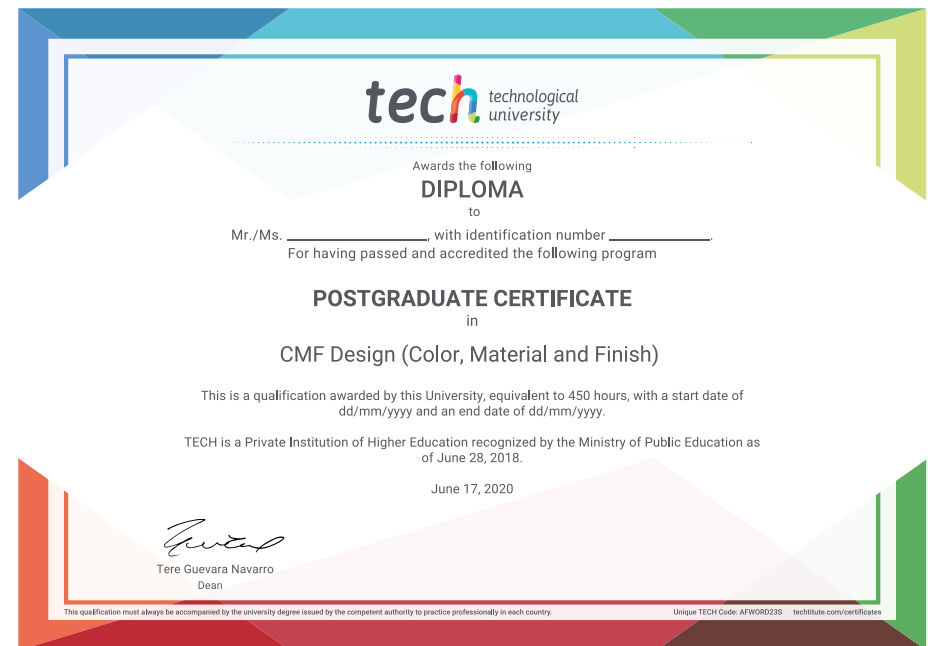 tech technological
university
Awards the following
DIPLOMA
to
Mr./Ms. ____________________, with identification number ______________.
For having passed and accredited the following program
POSTGRADUATE CERTIFICATE
in
CMF Design (Color, Material and Finish)
This is a qualification awarded by this University, equivalent to 450 hours, with a start date of
dd/mm/yyyy and an end date of dd/mm/yyyy.
TECH is a Private Institution of Higher Education recognized by the Ministry of Public Education as
of June 28, 2018.
June 17, 2020
Tere Guevara Navarro
Dean
This qualification must always be accompanied by the university degree issued by the competent authority to practice professionally in each country.
Unique TECH Code: AFWORD23S techtitute.com/certificates